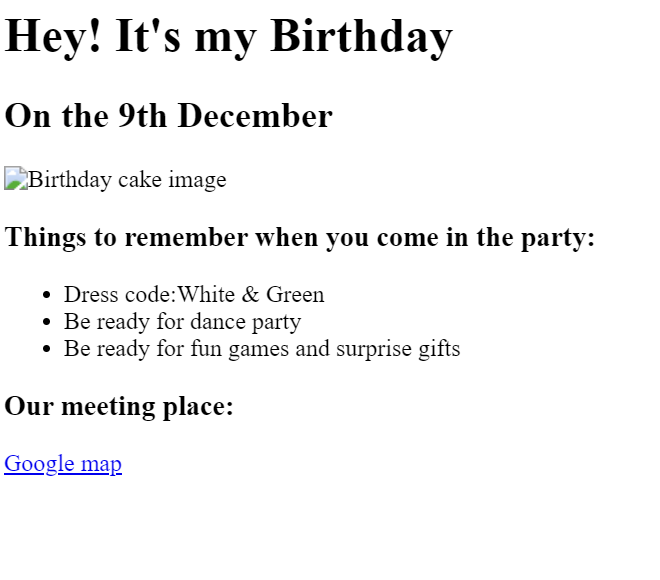 Hey! It's my Birthday
On the 9th December
Birthday cake image
Things to remember when you come in the party:
Dress code:White & Green
Be ready for dance party
Be ready for fun games and surprise gifts
Our meeting place:
Google map